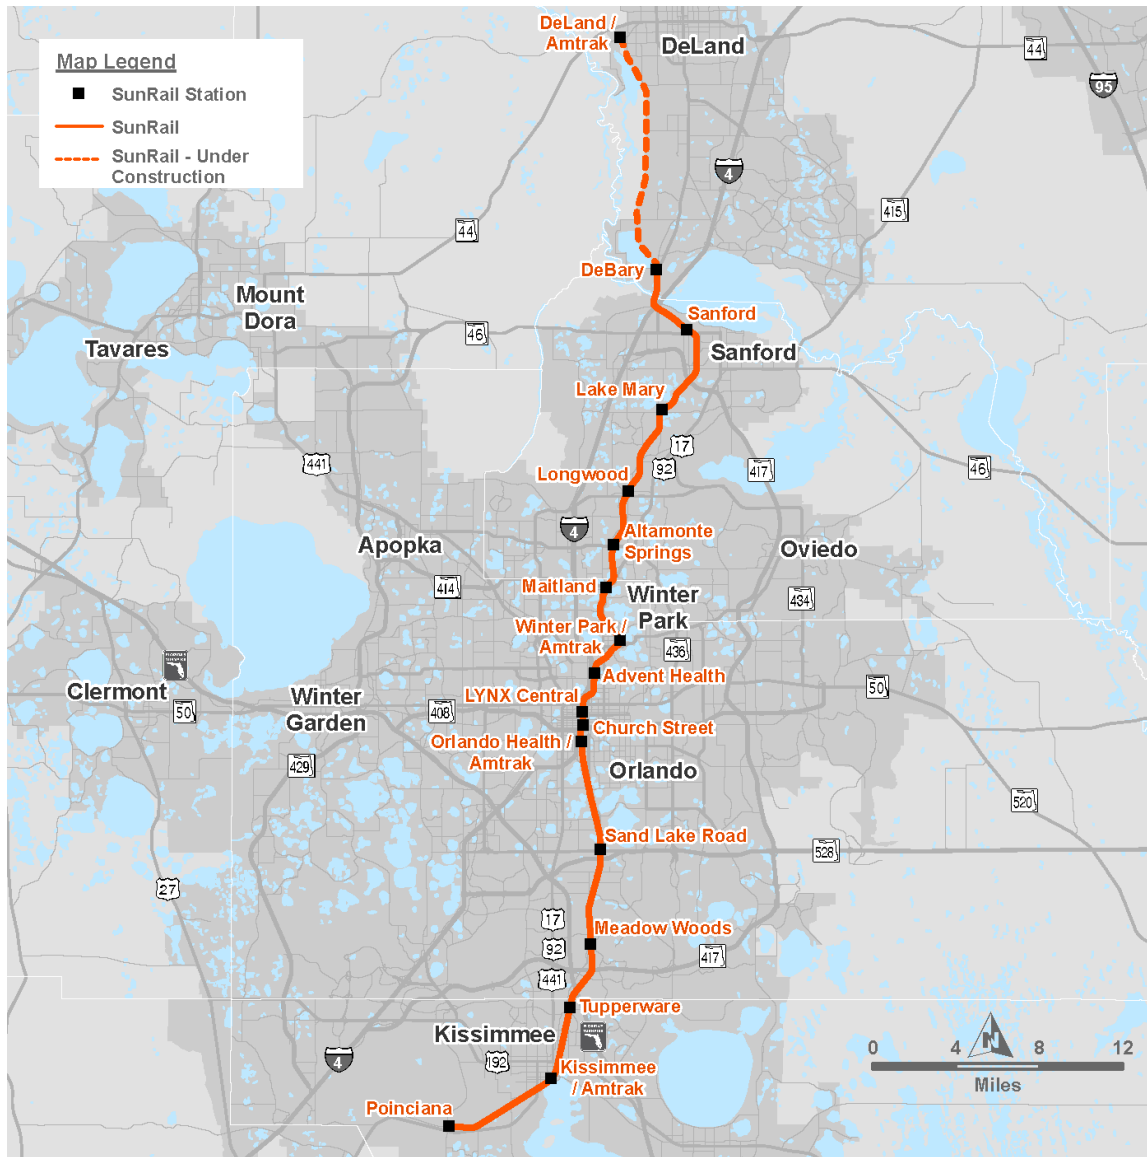 DeLand /
Amtrak
DeLand
44
95
Map Legend
SunRail Station
SunRail
SunRail - Under
Construction
4
415
44
DeBary
Mount
Dora
Sanford
46
Tavares
Sanford
Lake Mary
17
441
92
417
46
Longwood
4
Altamonte
Springs
Apopka
Oviedo
414
Maitland
Winter
Park
434
Winter Park /
Amtrak
436
Advent Health
Clermont
50
LYNX Central
Winter
Garden
50
408
Church Street
Orlando Health /
Amtrak
429
Orlando
520
Sand Lake Road
528
27
17
Meadow Woods
92
417
441
Tupperware
Kissimmee
N
4
192
0 4 8 12
Miles
Kissimmee
/ Amtrak
Poinciana